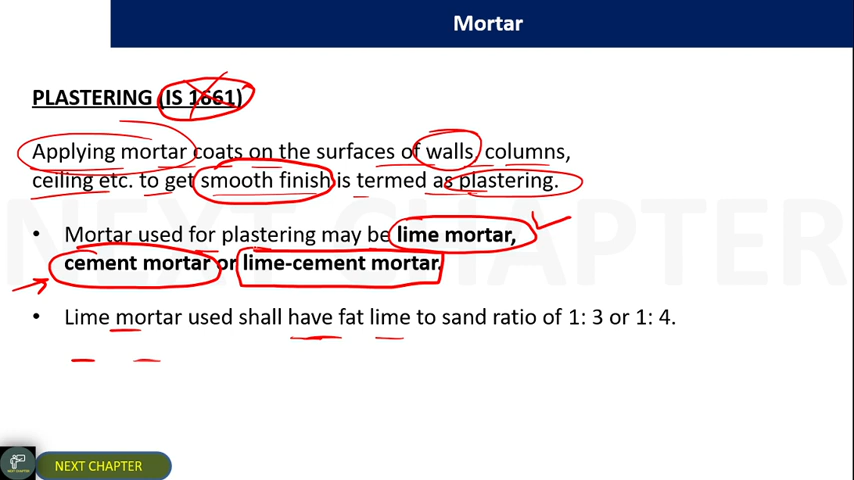 Mortar
PLASTERING (IS 1661)
Applying mortar coats on the surfaces of walls, columns,
ceiling etc. to get smooth finish is termed as plastering.
NEXT CHAPTER
• Mortar used for plastering may be lime mortar,
cement mortar or lime-cement mortar.
• Lime mortar used shall have fat lime to sand ratio of 1: 3 or 1: 4.
NEXT CHAPTER
NEXT CHAPTER